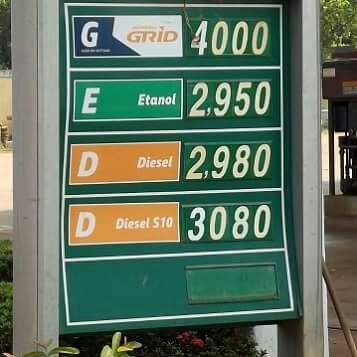 G GRID 4000
E Etanol 2,950
D Diesel 2,980
D Diesel S10 3080